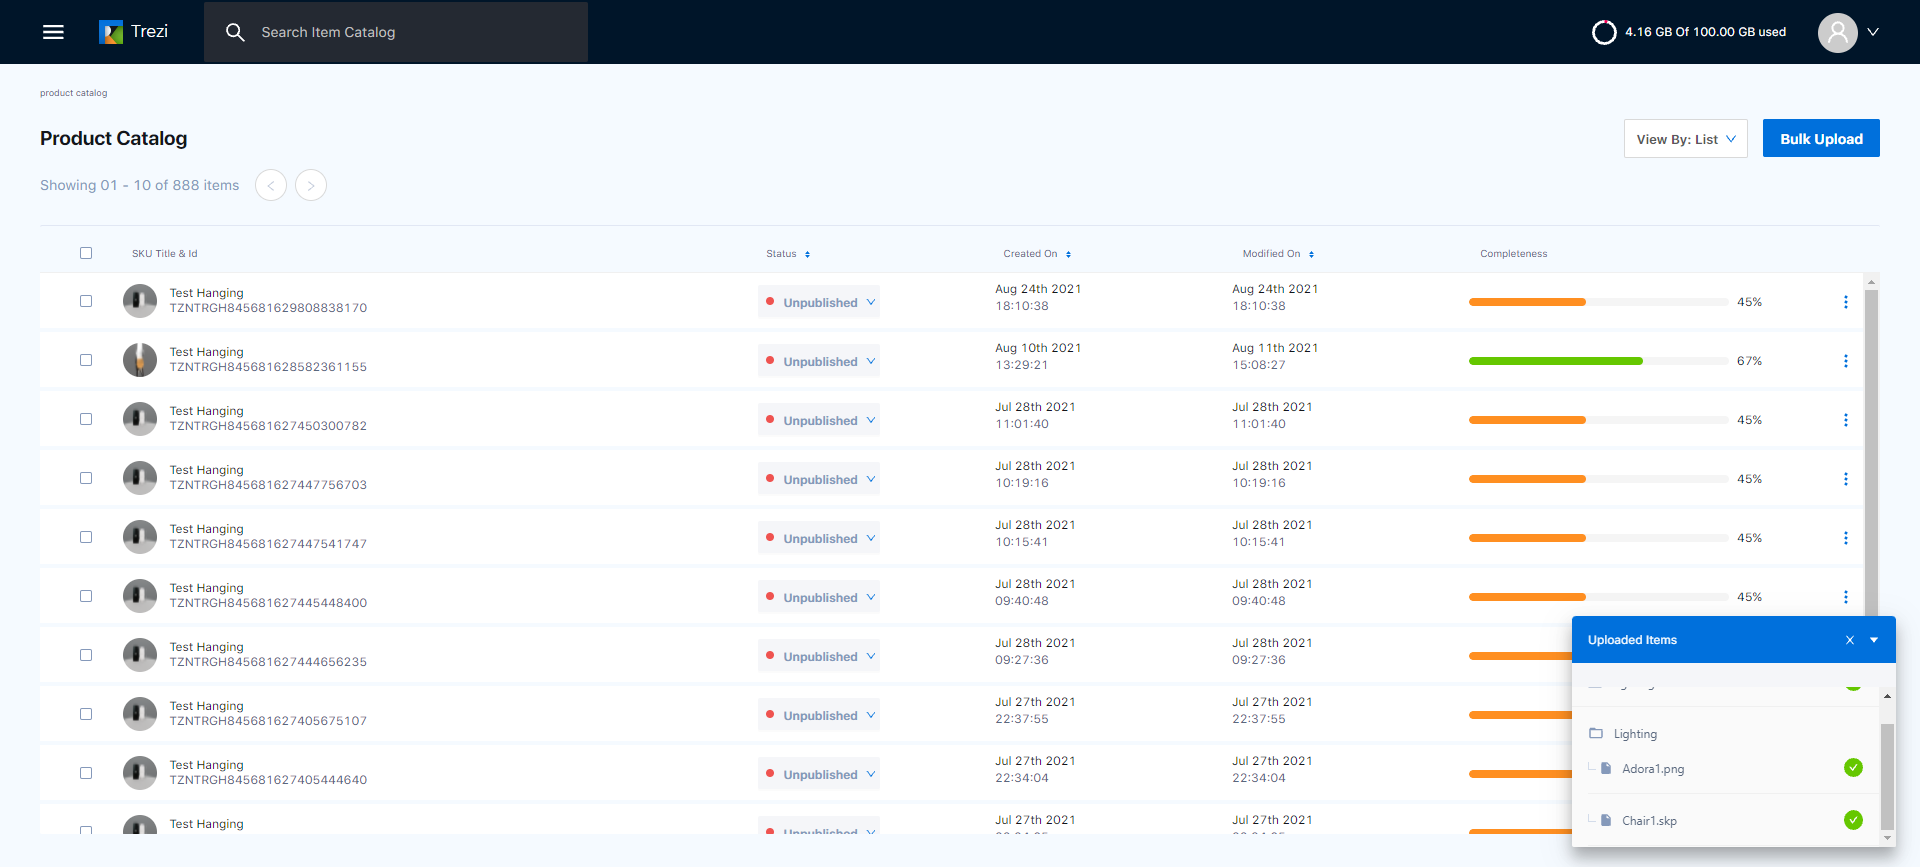 Trezi
Search Item Catalog
4.16 GB Of 100.00 GB used
product catalog
Product Catalog
View By: List
Bulk Upload
Showing 01 - 10 of 888 items
SKU Title & Id
Status
Created On
Modified On
Completeness
Test Hanging
TZNTRGH845681629808838170
Unpublished
Aug 24th 2021
18:10:38
Aug 24th 2021
18:10:38
45%
Test Hanging
TZNTRGH845681628582361155
Unpublished
Aug 10th 2021
13:29:21
Aug 11th 2021
15:08:27
67%
Test Hanging
TZNTRGH845681627450300782
Unpublished
Jul 28th 2021
11:01:40
Jul 28th 2021
11:01:40
45%
Test Hanging
TZNTRGH845681627447756703
Unpublished
Jul 28th 2021
10:19:16
Jul 28th 2021
10:19:16
45%
Test Hanging
TZNTRGH845681627447541747
Unpublished
Jul 28th 2021
10:15:41
Jul 28th 2021
10:15:41
45%
Test Hanging
TZNTRGH845681627445448400
Unpublished
Jul 28th 2021
09:40:48
Jul 28th 2021
09:40:48
45%
Test Hanging
TZNTRGH845681627444656235
Unpublished
Jul 28th 2021
09:27:36
Jul 28th 2021
09:27:36
Test Hanging
TZNTRGH845681627405675107
Unpublished
Jul 27th 2021
22:37:55
Jul 27th 2021
22:37:55
Test Hanging
TZNTRGH845681627405444640
Unpublished
Jul 27th 2021
22:34:04
Jul 27th 2021
22:34:04
Test Hanging
Unpublished
Jul 27th 2021
Jul 27th 2021
Uploaded Items
Lighting
Adora1.png
Chair1.skp